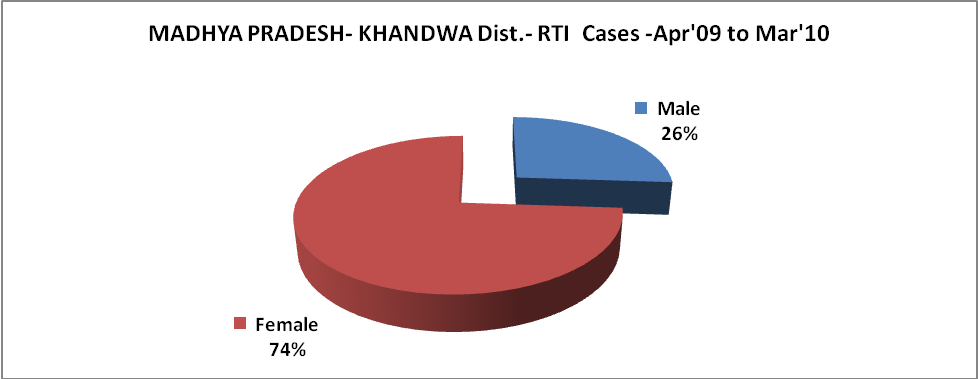 MADHYA PRADESH- KHANDWA Dist.- RTI  Cases -Apr'09 to Mar'10
Male
26%
Female
74%